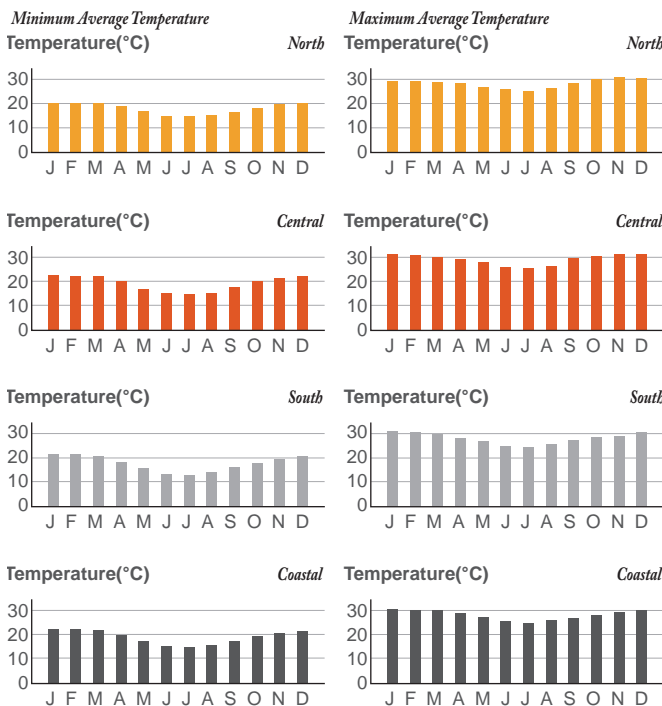 Minimum Average Temperature
Temperature(°C) North
30
20
10
0
J F M A M J J A S O N D
Maximum Average Temperature
Temperature(°C) North
30
20
10
0
J F M A M J J A S O N D
Temperature(°C) Central
30
20
10
0
J F M A M J J A S O N D
Temperature(°C) Central
30
20
10
0
J F M A M J J A S O N D
Temperature(°C) South
30
20
10
0
J F M A M J J A S O N D
Temperature(°C) South
30
20
10
0
J F M A M J J A S O N D
Temperature(°C) Coastal
30
20
10
0
J F M A M J J A S O N D
Temperature(°C) Coastal
30
20
10
0
J F M A M J J A S O N D